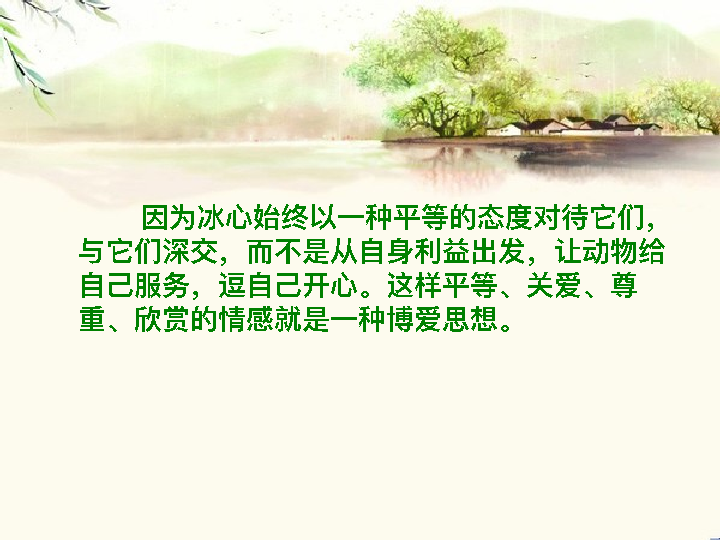 因为冰心始终以一种平等的态度对待它们，
与它们深交，而不是从自身利益出发，让动物给
自己服务，逗自己开心。这样平等、关爱、尊
重、欣赏的情感就是一种博爱思想。